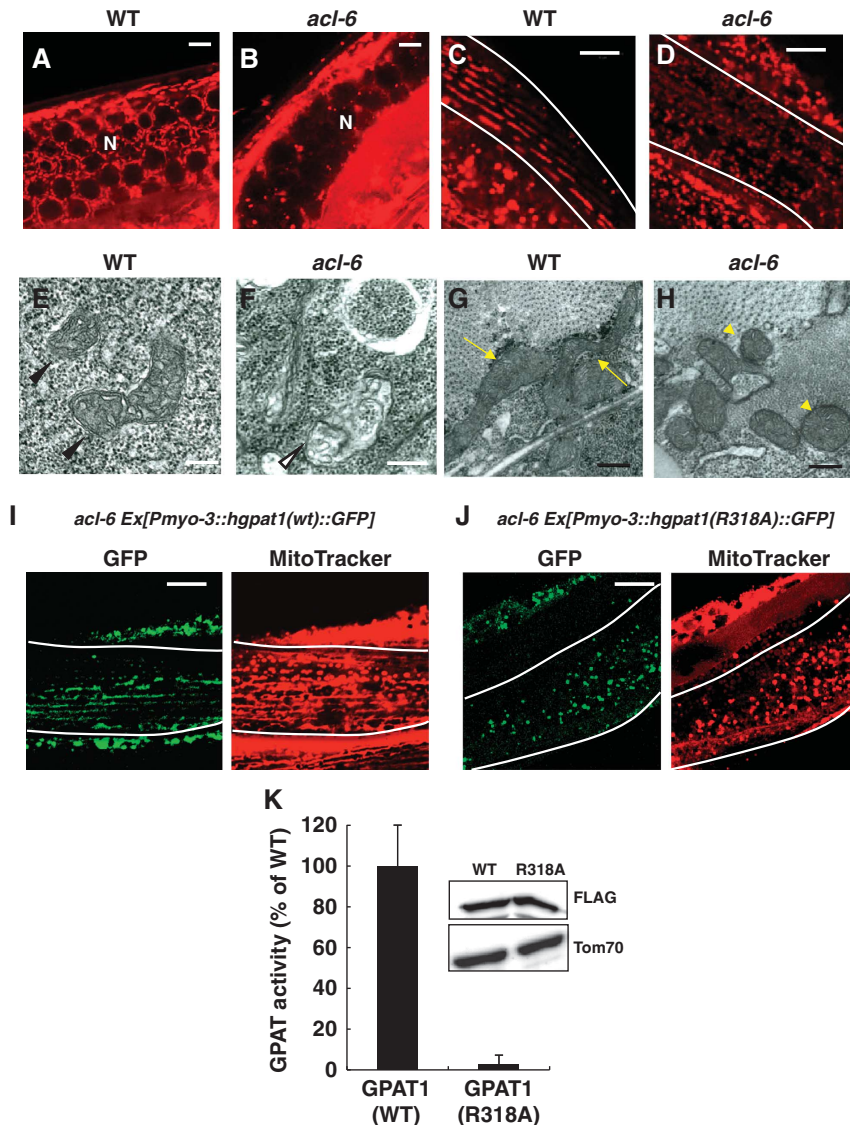 WT
acl-6
WT
acl-6
A
B
C
D
N
N
WT
acl-6
WT
acl-6
E
F
G
H
I
acl-6 Ex[Pmyo-3::hgpat1(wt)::GFP]
J
acl-6 Ex[Pmyo-3::hgpat1(R318A)::GFP]
GFP
MitoTracker
GFP
MitoTracker
K
GPAT activity (% of WT)
120
100
80
60
40
20
0
WT
R318A
FLAG
Tom70
GPAT1
(WT)
GPAT1
(R318A)